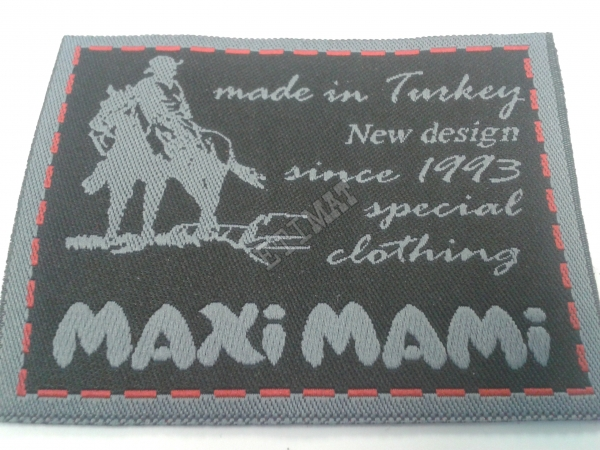 made in Turkey
New design
since 1993
special
clothing
MAXi MAMi